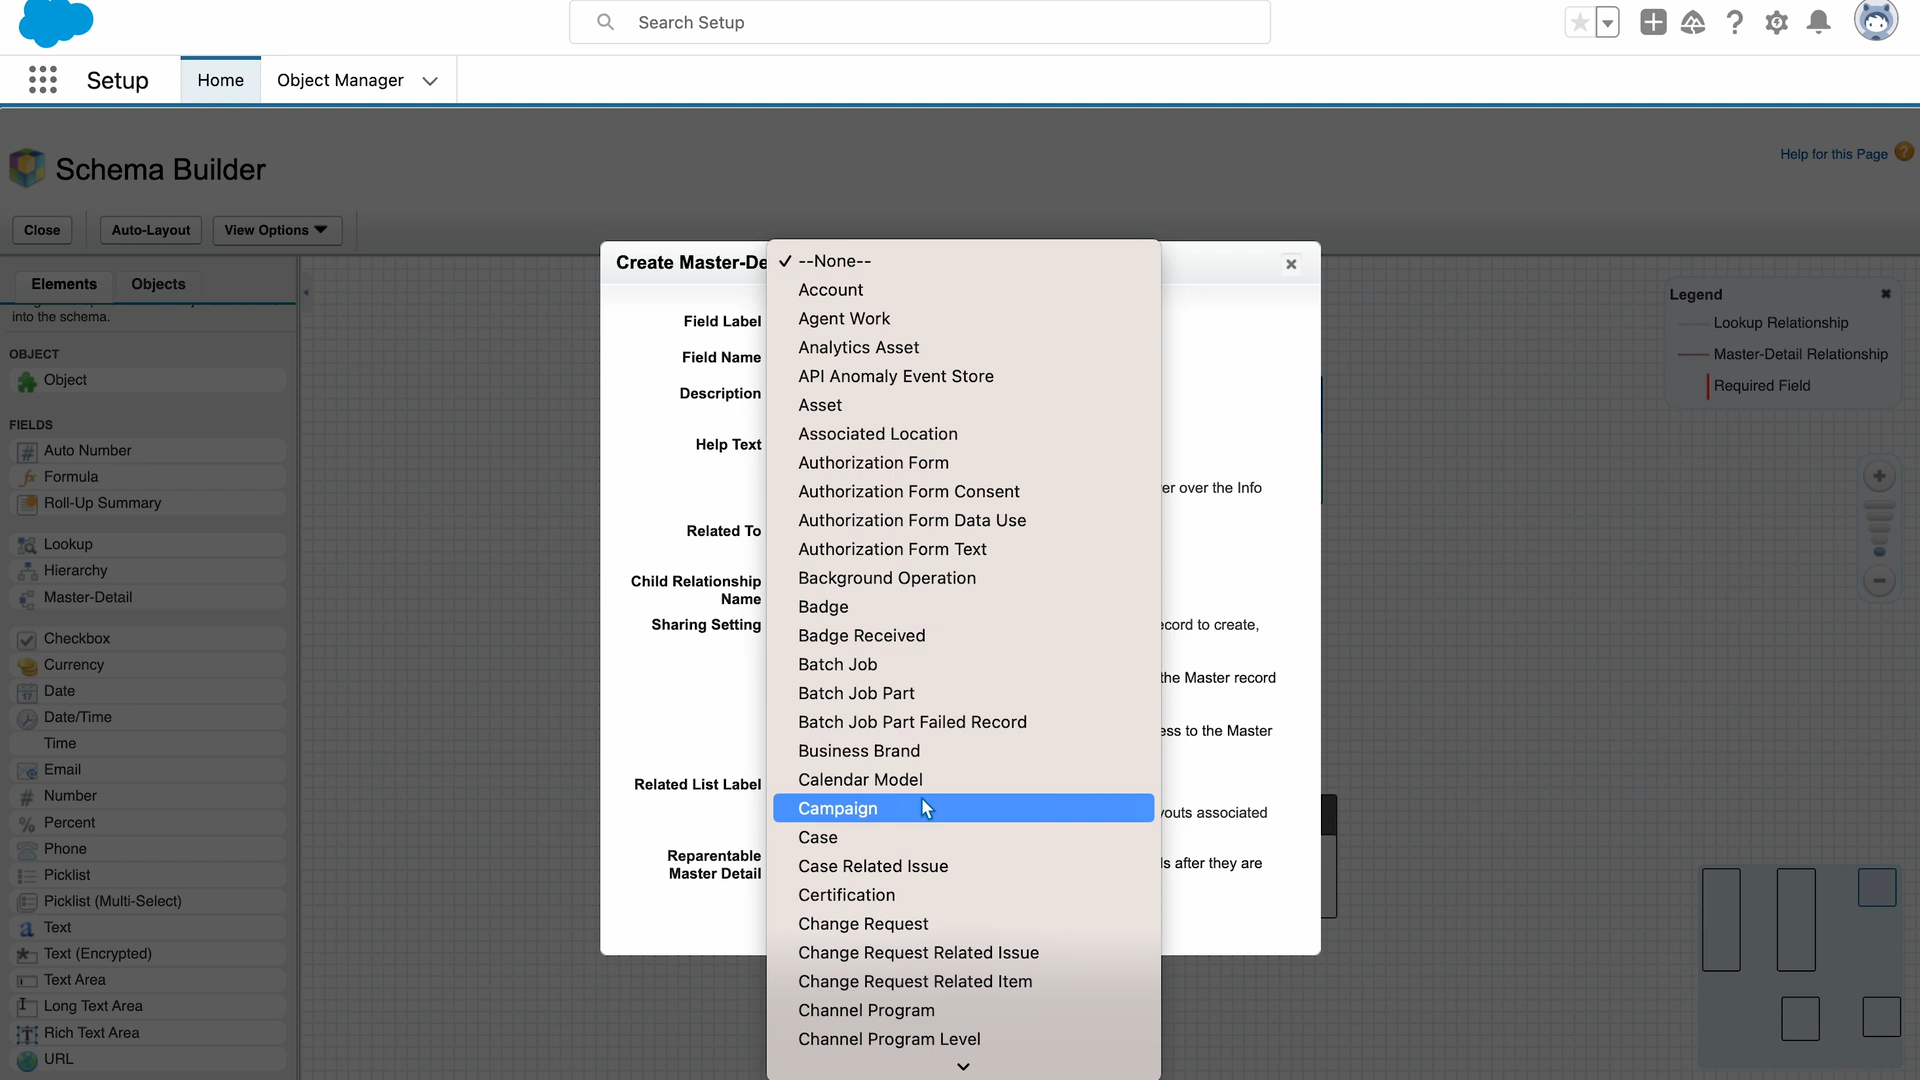 Search Setup
Setup
Home
Object Manager
Schema Builder
Help for this Page
Close
Auto-Layout
View Options
Elements
Objects
into the schema.
OBJECT
Object
FIELDS
Auto Number
Formula
Roll-Up Summary
Lookup
Hierarchy
Master-Detail
Checkbox
Currency
Date
Date/Time
Time
Email
Number
Percent
Phone
Picklist
Picklist (Multi-Select)
Text
Text (Encrypted)
Text Area
Long Text Area
Rich Text Area
URL
Create Master-De
Field Label
Field Name
Description
Help Text
er over the Info
Related To
Child Relationship
Name
Sharing Setting
ecord to create,
the Master record
ess to the Master
Related List Label
youts associated
Reparentable
Master Detail
ls after they are
--None--
Account
Agent Work
Analytics Asset
API Anomaly Event Store
Asset
Associated Location
Authorization Form
Authorization Form Consent
Authorization Form Data Use
Authorization Form Text
Background Operation
Badge
Badge Received
Batch Job
Batch Job Part
Batch Job Part Failed Record
Business Brand
Calendar Model
Campaign
Case
Case Related Issue
Certification
Change Request
Change Request Related Issue
Change Request Related Item
Channel Program
Channel Program Level
Legend
Lookup Relationship
Master-Detail Relationship
Required Field